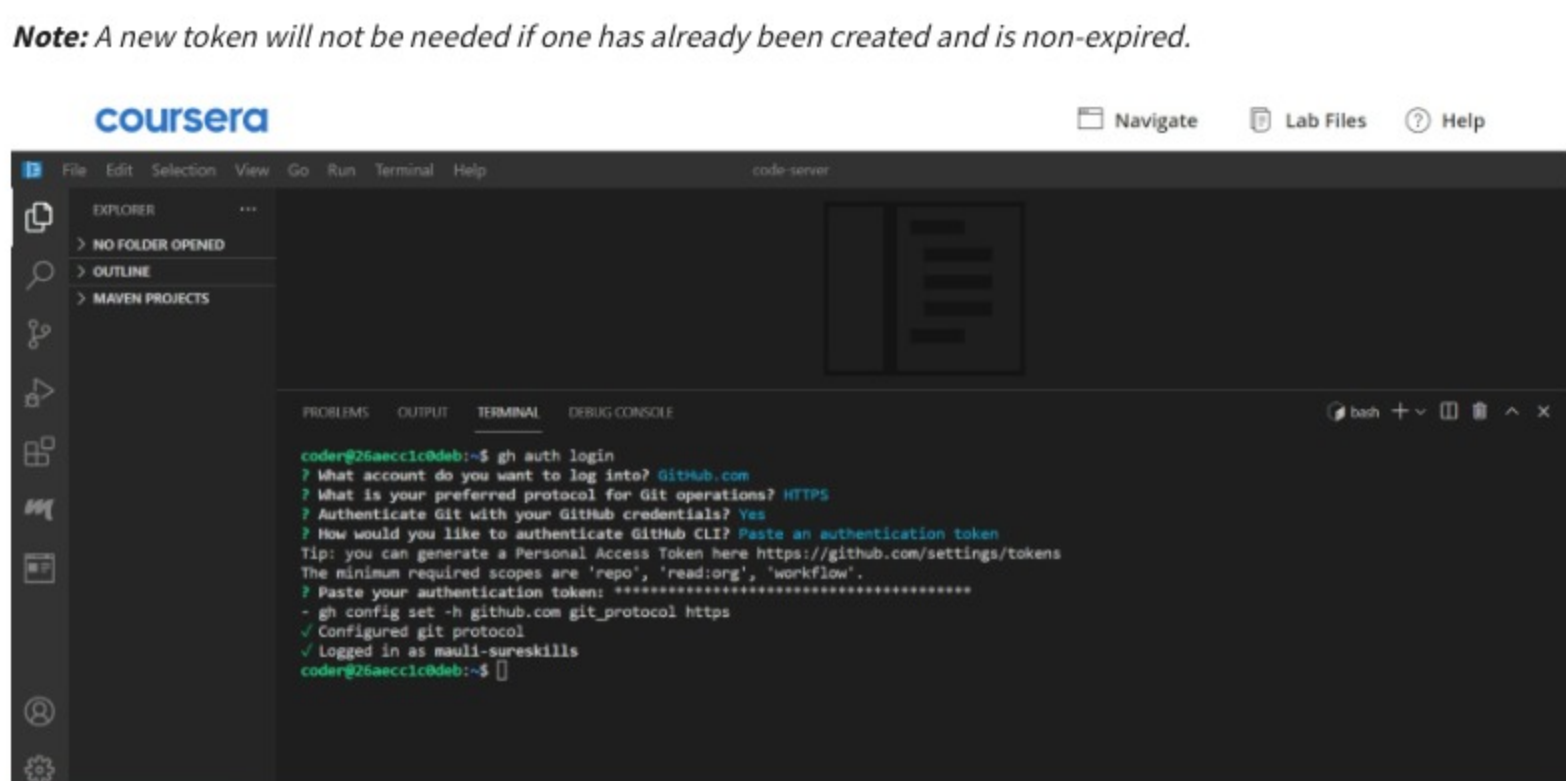 Note: A new token will not be needed if one has already been created and is non-expired.
coursera
Navigate
Lab Files
Help
File Edit Selection View Go Run Terminal Help
code-server
EXPLORER ...
NO FOLDER OPENED
OUTLINE
MAVEN PROJECTS
PROBLEMS OUTPUT TERMINAL DEBUG CONSOLE
bash
coder@26aecc1c0deb:~$ gh auth login
? What account do you want to log into? GitHub.com
? What is your preferred protocol for Git operations? HTTPS
? Authenticate Git with your GitHub credentials? Yes
? How would you like to authenticate GitHub CLI? Paste an authentication token
Tip: you can generate a Personal Access Token here https://github.com/settings/tokens
The minimum required scopes are 'repo', 'read:org', 'workflow'.
? Paste your authentication token: ****************************************
- gh config set -h github.com git_protocol https
✓ Configured git protocol
✓ Logged in as mauli-sureskills
coder@26aecc1c0deb:~$